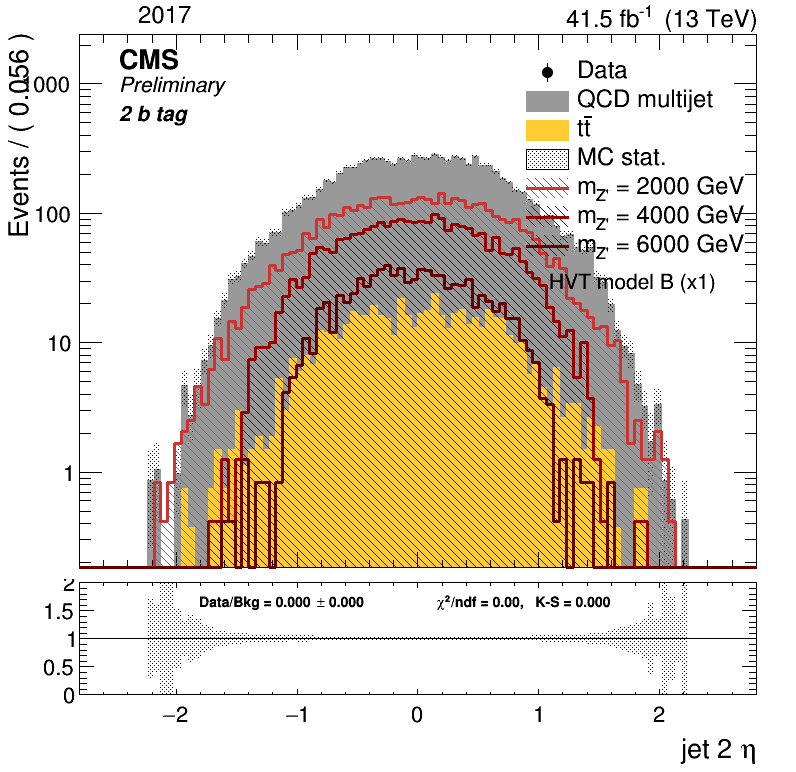 2017
41.5 fb⁻¹ (13 TeV)
CMS
Preliminary
2 b tag
Events / ( 0.056 )
1000
100
10
1
Data
QCD multijet
tt̄
MC stat.
m_Z' = 2000 GeV
m_Z' = 4000 GeV
m_Z' = 6000 GeV
HVT model B (x1)
Data/Bkg = 0.000 ± 0.000
χ²/ndf = 0.00, K-S = 0.000
2
1.5
1
0.5
0
−2 −1 0 1 2
jet 2 η